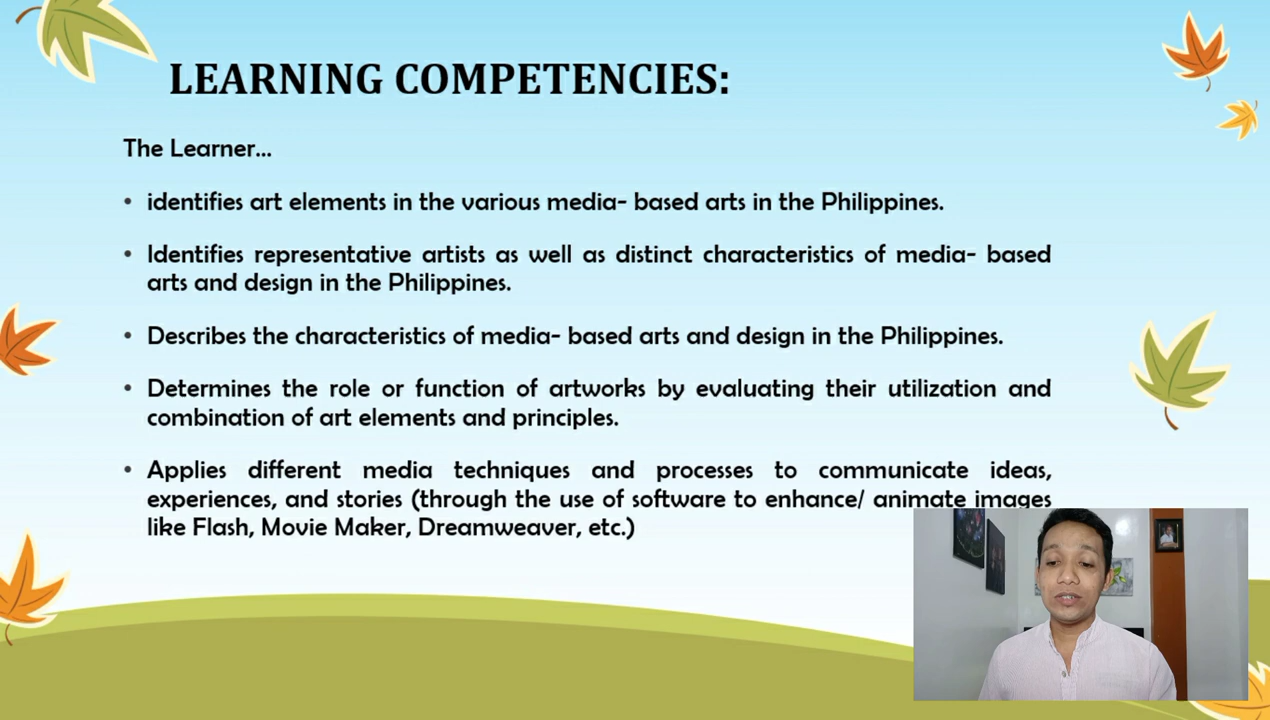 LEARNING COMPETENCIES:
The Learner...
• identifies art elements in the various media- based arts in the Philippines.
• Identifies representative artists as well as distinct characteristics of media- based
arts and design in the Philippines.
• Describes the characteristics of media- based arts and design in the Philippines.
• Determines the role or function of artworks by evaluating their utilization and
combination of art elements and principles.
• Applies different media techniques and processes to communicate ideas,
experiences, and stories (through the use of software to enhance/ animate images
like Flash, Movie Maker, Dreamweaver, etc.)